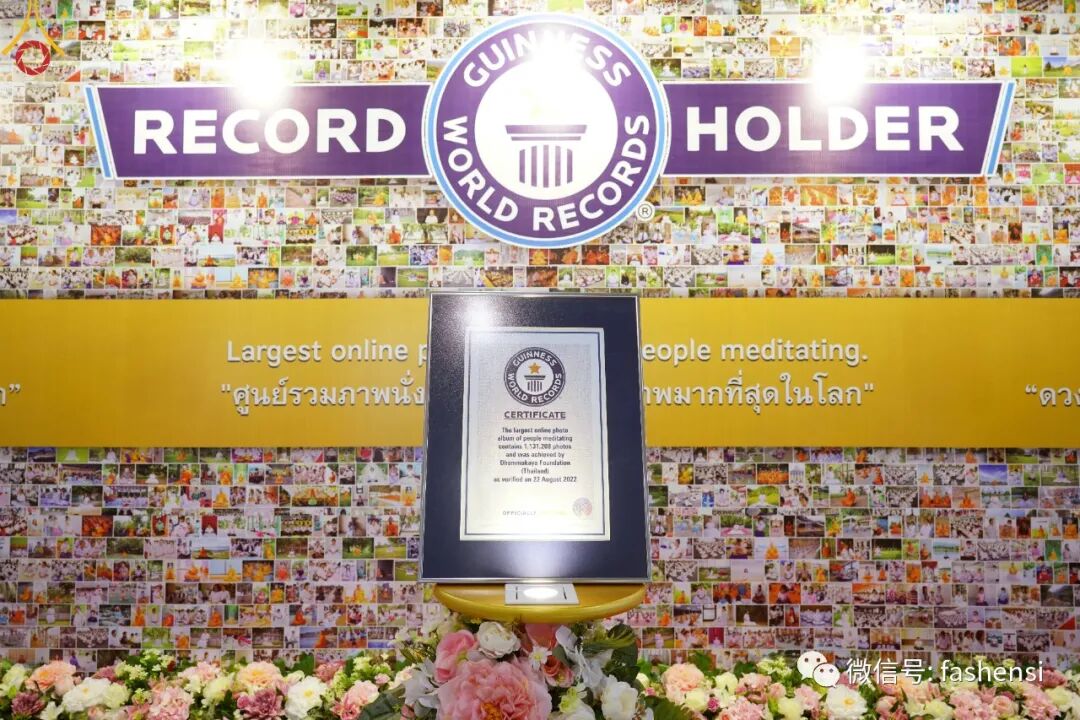 RECORD HOLDER
GUINNESS
WORLD RECORDS
®
Largest online p eople meditating.
"ศูนย์รวมภาพนั่ง าพมากที่สุดในโลก"
"ดวง
GUINNESS
WORLD RECORDS
CERTIFICATE
The largest online photo
album of people meditating
contains 1,131,208 photos
and was achieved by
Dhammakaya Foundation
(Thailand)
as verified on 22 August 2022
OFFICIALLY
微信号: fashensi